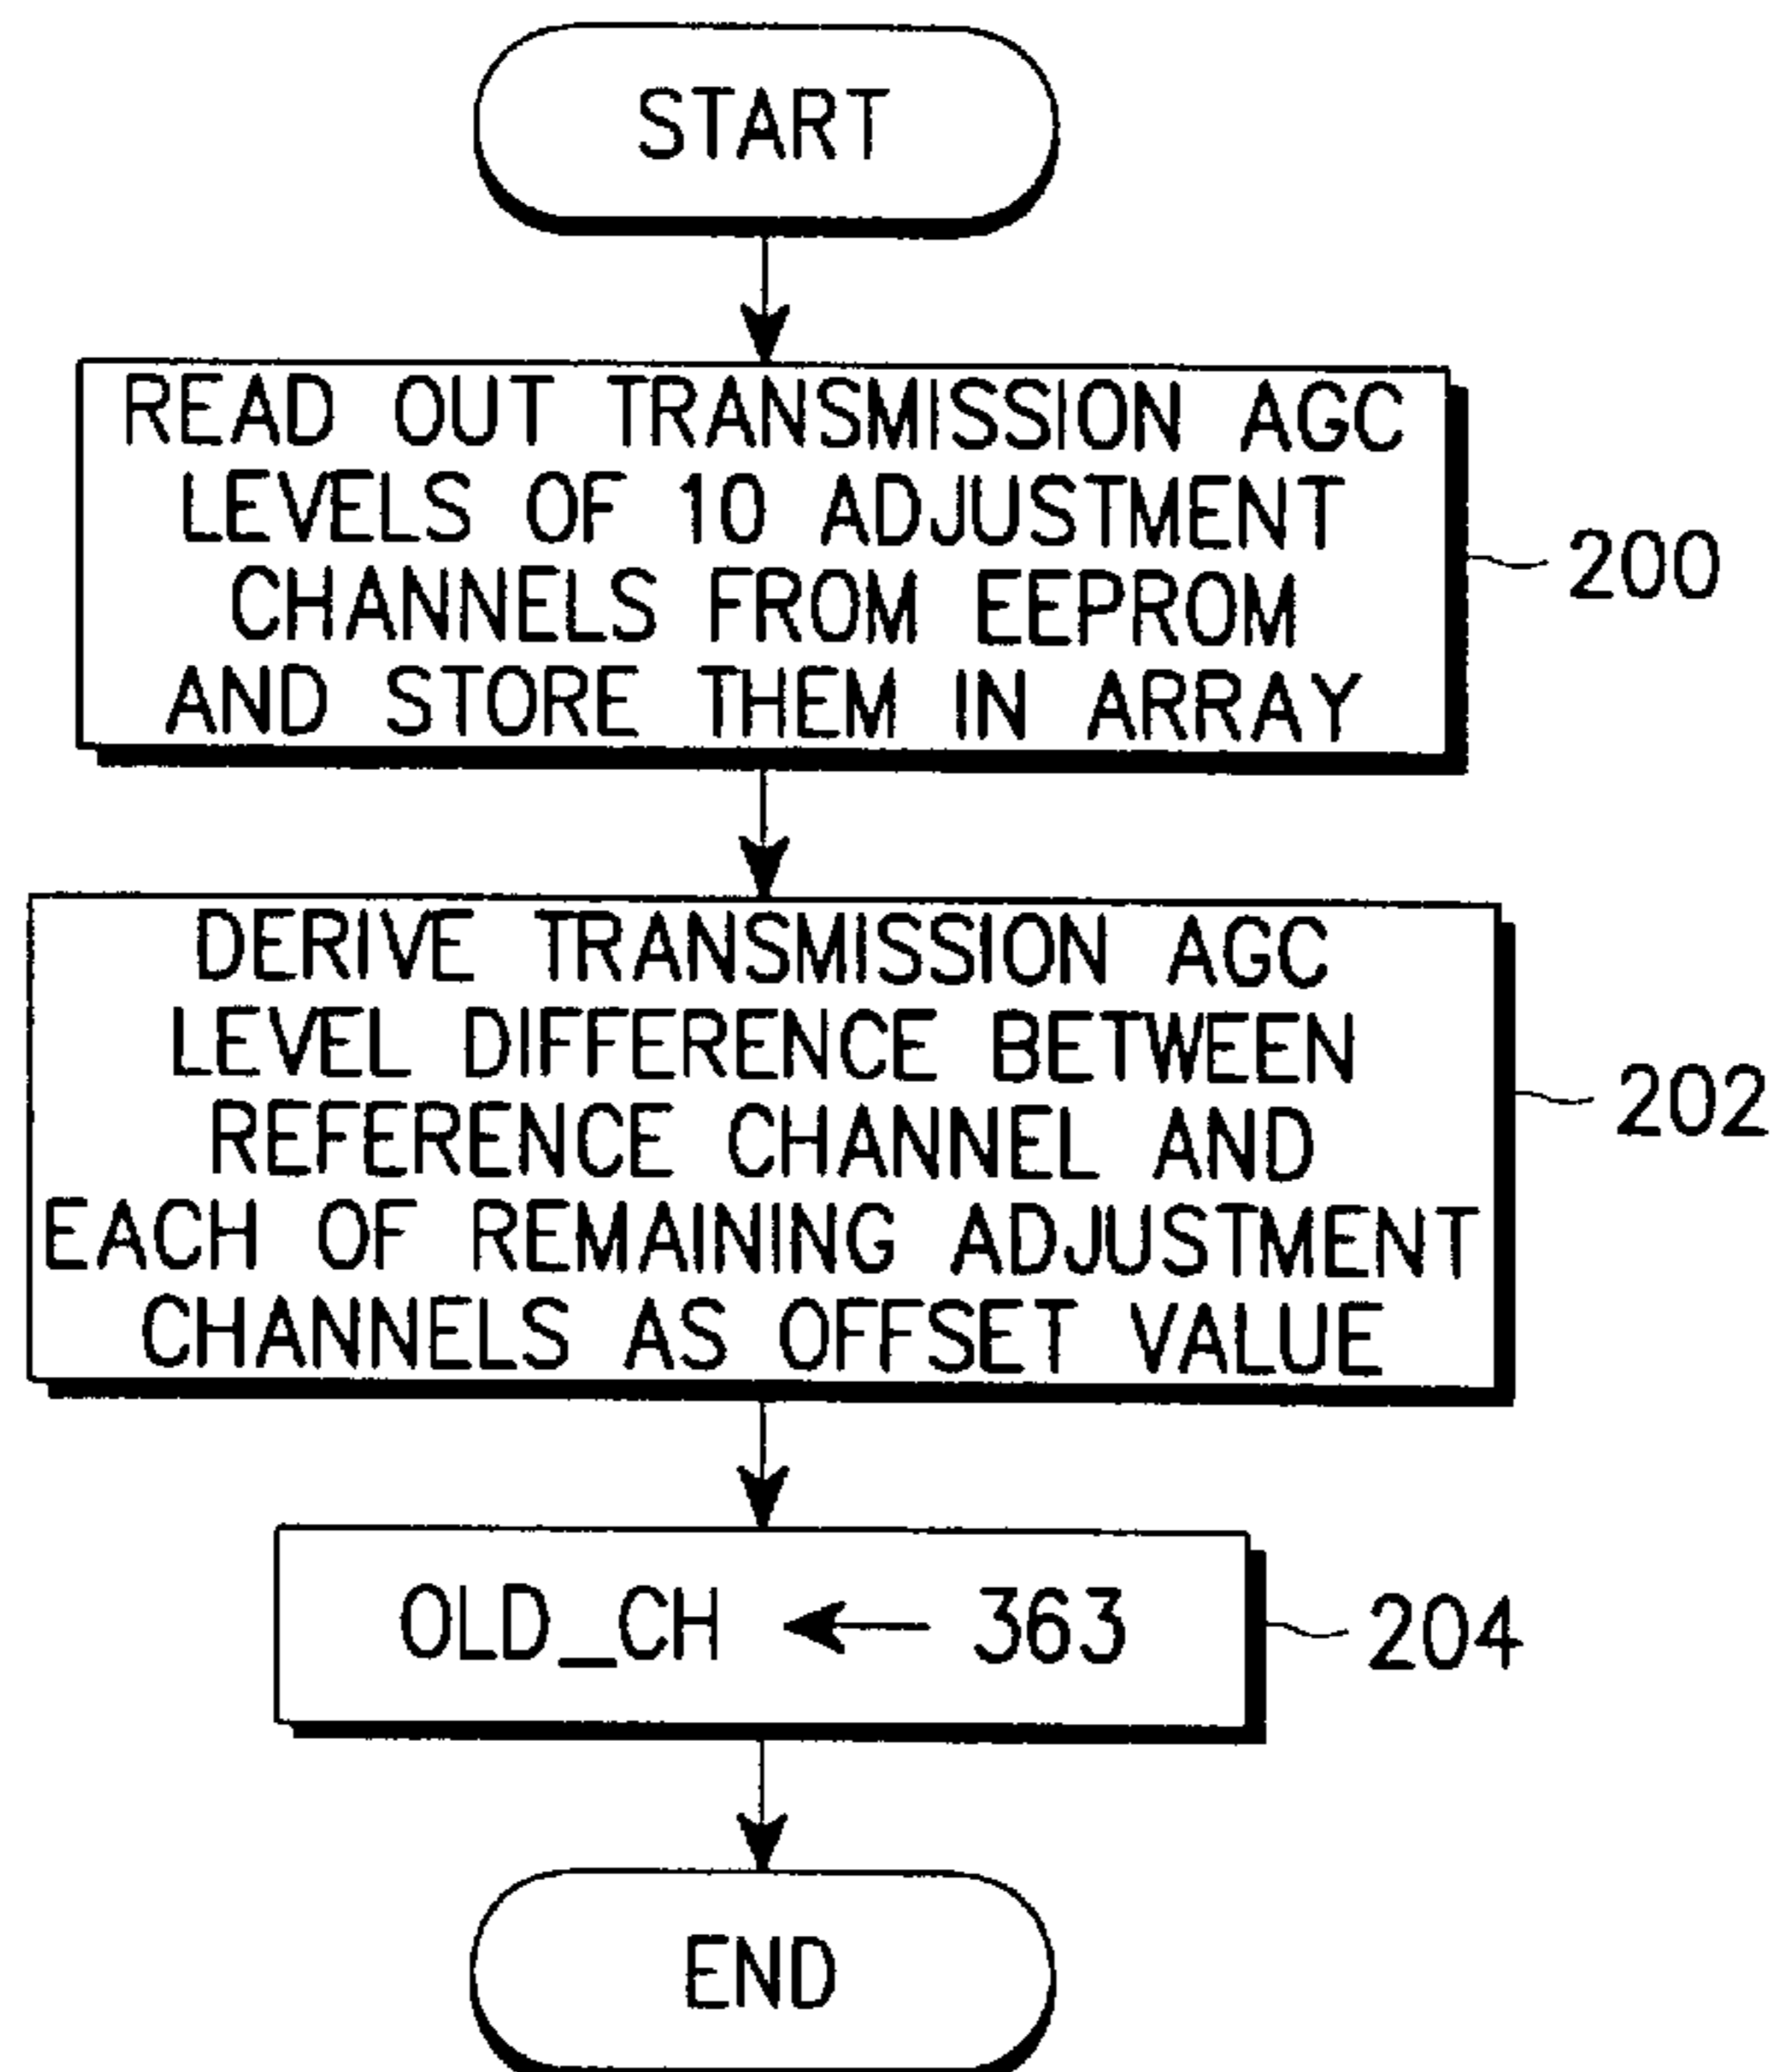 START
READ OUT TRANSMISSION AGC
LEVELS OF 10 ADJUSTMENT
CHANNELS FROM EEPROM
AND STORE THEM IN ARRAY
200
DERIVE TRANSMISSION AGC
LEVEL DIFFERENCE BETWEEN
REFERENCE CHANNEL AND
EACH OF REMAINING ADJUSTMENT
CHANNELS AS OFFSET VALUE
202
OLD_CH ← 363
204
END